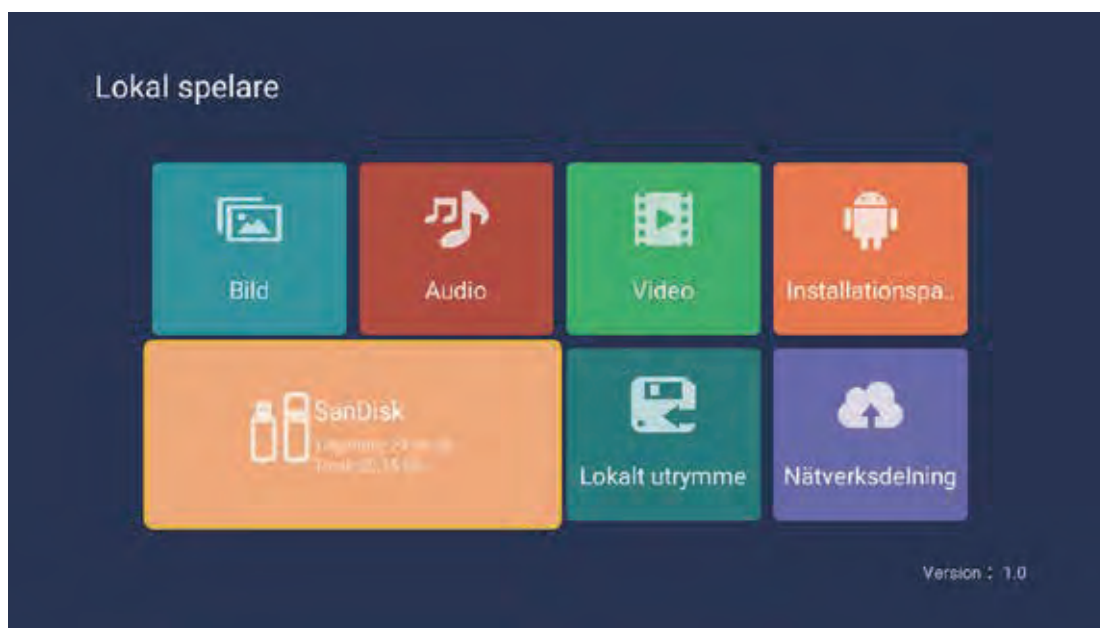 Lokal spelare
Bild
Audio
Video
Installationspa..
SanDisk
Lokalt utrymme
Nätverksdelning
Version : 1.0